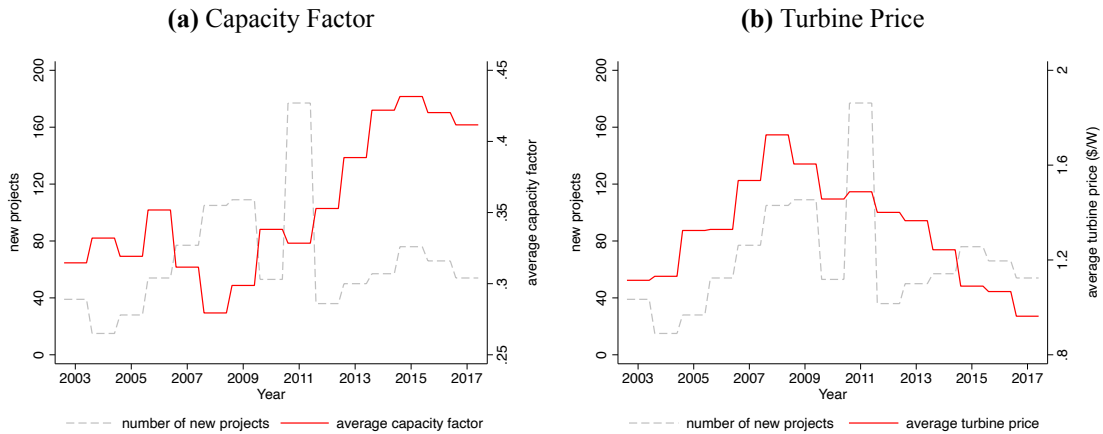 (a) Capacity Factor
200
160
120
80
40
0
new projects
.45
.4
.35
.3
.25
average capacity factor
2003 2005 2007 2009 2011 2013 2015 2017
Year
number of new projects average capacity factor
(b) Turbine Price
200
160
120
80
40
0
new projects
2
1.6
1.2
.8
average turbine price ($/W)
2003 2005 2007 2009 2011 2013 2015 2017
Year
number of new projects average turbine price